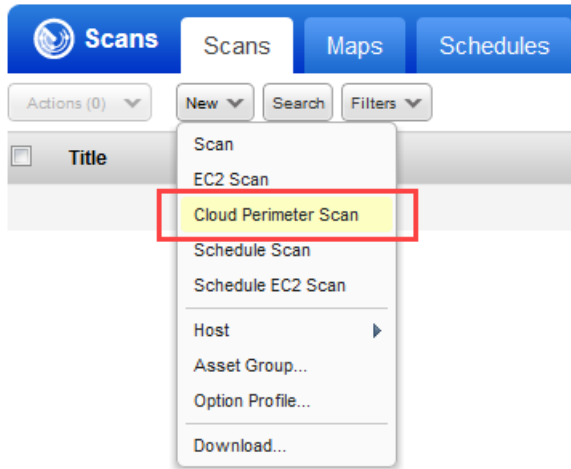 Scans Scans Maps Schedules
Actions (0) New Search Filters
Title
Scan
EC2 Scan
Cloud Perimeter Scan
Schedule Scan
Schedule EC2 Scan
Host
Asset Group...
Option Profile...
Download...